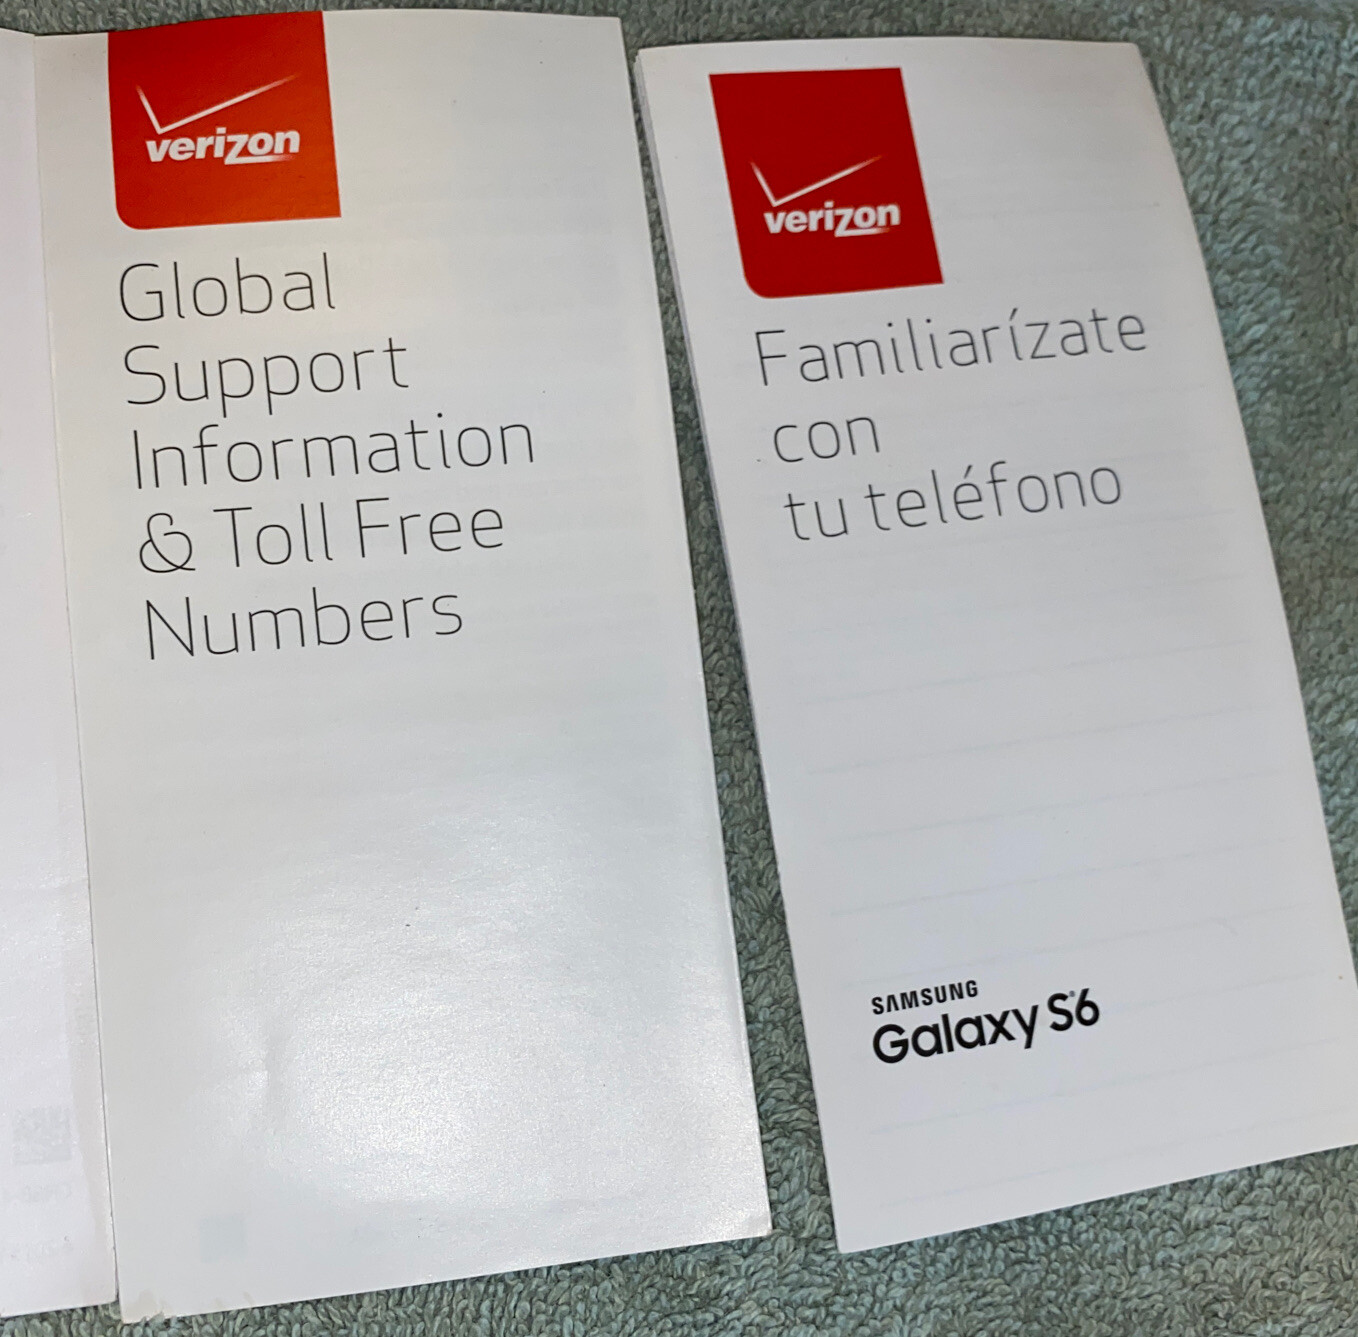 verizon
Global
Support
Information
& Toll Free
Numbers
verizon
Familiarízate
con
tu teléfono
SAMSUNG
Galaxy S6